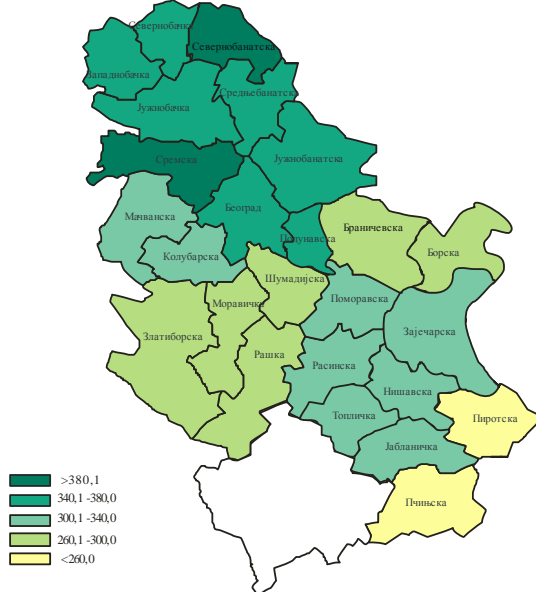 Севернобачка
Севернобанатска
Западнобачка
Средњебанатска
Јужнобачка
Сремска
Јужнобанатска
Мачванска
Београд
Подунавска
Браничевска
Борска
Колубарска
Шумадијска
Поморавска
Моравичка
Златиборска
Зајечарска
Рашка
Расинска
Нишавска
Топличка
Пиротска
Јабланичка
Пчињска
>380,1
340,1 -380,0
300,1 -340,0
260,1 -300,0
<260,0